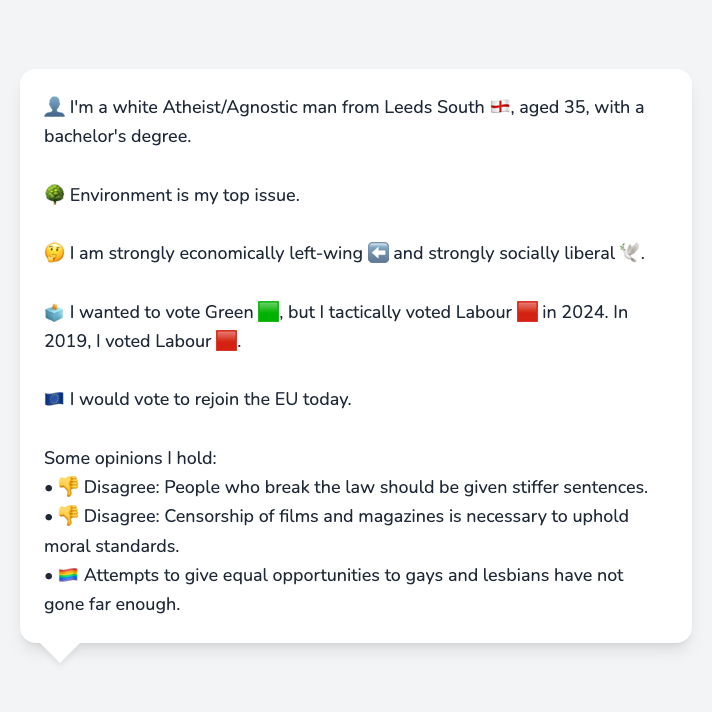 👤 I'm a white Atheist/Agnostic man from Leeds South 🏴󠁧󠁢󠁥󠁮󠁧󠁿, aged 35, with a
bachelor's degree.
🌳 Environment is my top issue.
🤔 I am strongly economically left-wing ⬅️ and strongly socially liberal 🕊️.
🗳️ I wanted to vote Green 🟩, but I tactically voted Labour 🟥 in 2024. In
2019, I voted Labour 🟥.
🇪🇺 I would vote to rejoin the EU today.
Some opinions I hold:
• 👎 Disagree: People who break the law should be given stiffer sentences.
• 👎 Disagree: Censorship of films and magazines is necessary to uphold
moral standards.
• 🏳️‍🌈 Attempts to give equal opportunities to gays and lesbians have not
gone far enough.